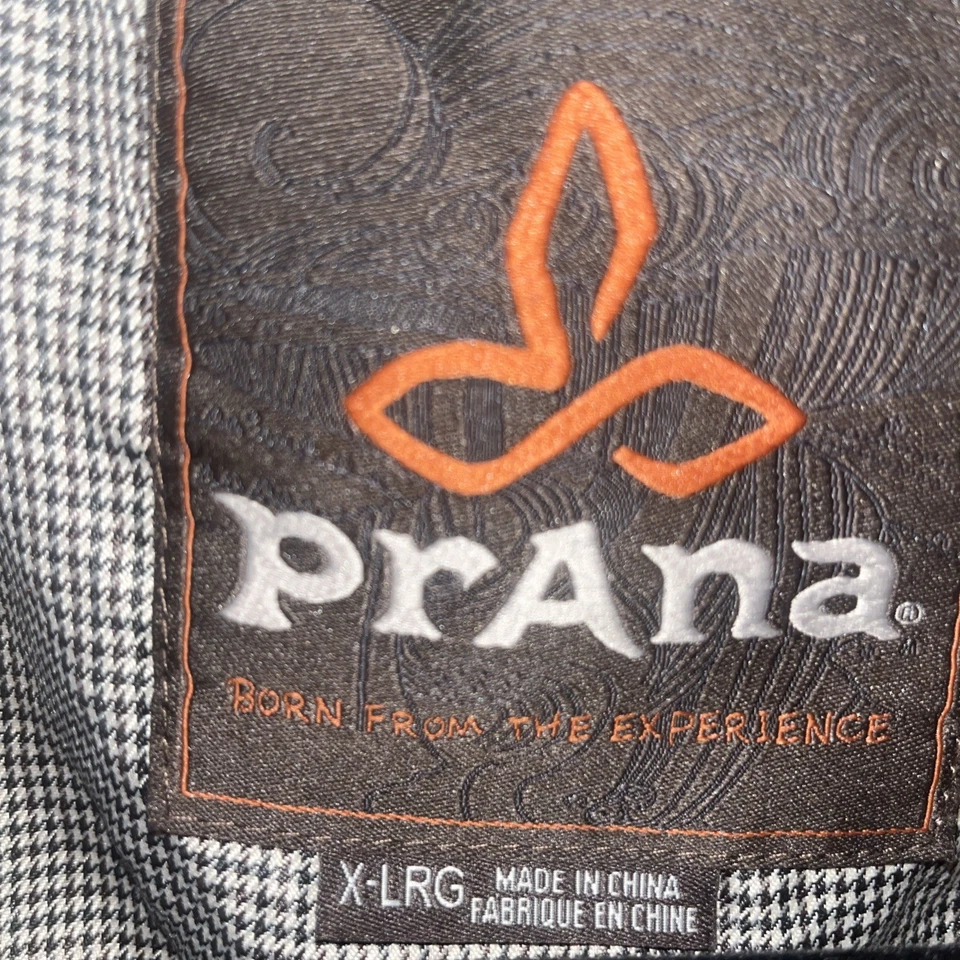 prAna®
BORN FROM THE EXPERIENCE
X-LRG MADE IN CHINA
FABRIQUE EN CHINE